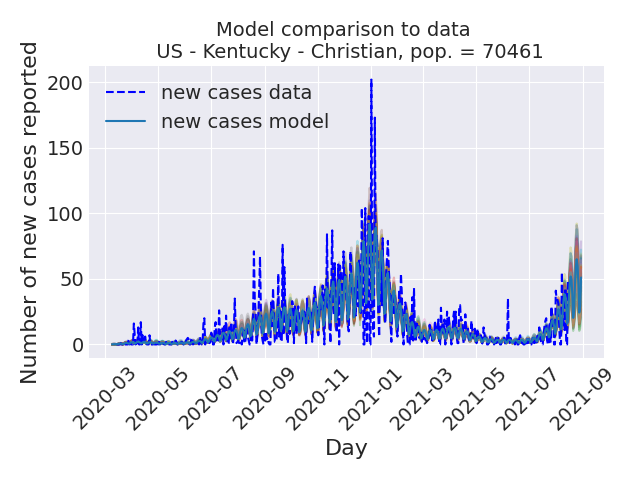 Model comparison to data
US - Kentucky - Christian, pop. = 70461
Number of new cases reported
200
150
100
50
0
new cases data
new cases model
2020-03
2020-05
2020-07
2020-09
2020-11
2021-01
2021-03
2021-05
2021-07
2021-09
Day